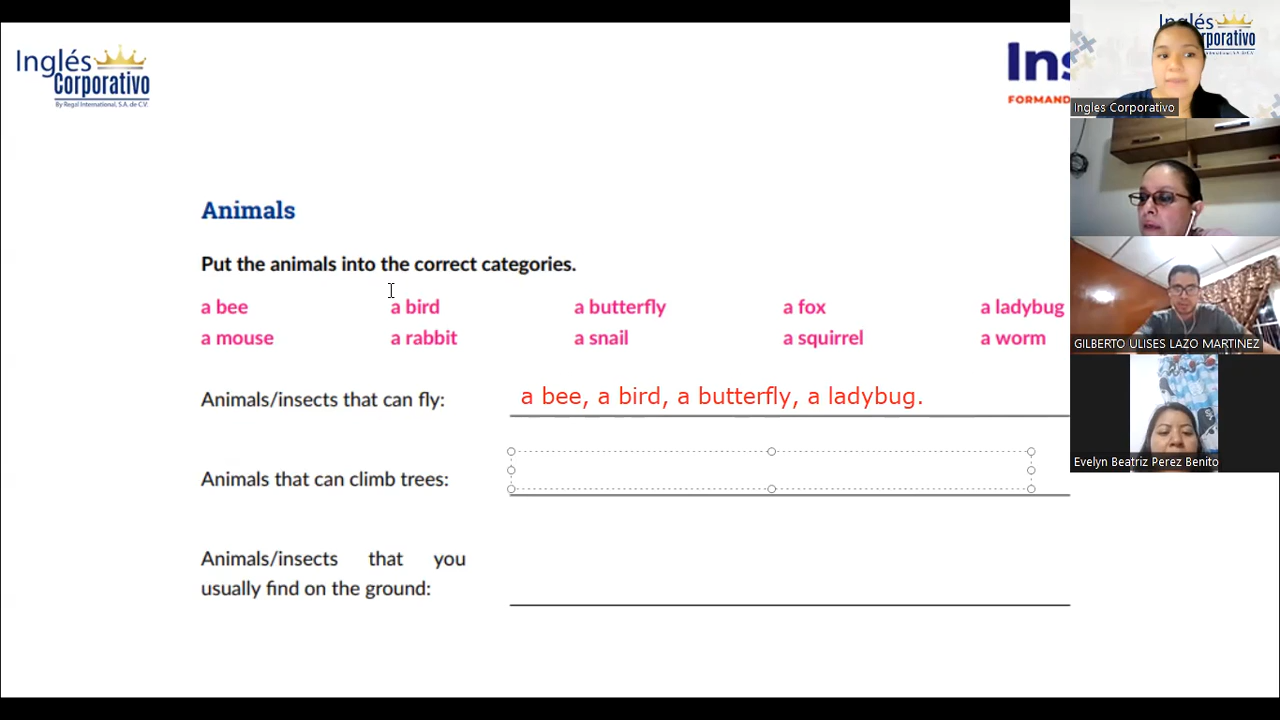 Inglés
Corporativo
By Regal International, S.A. de C.V.
Ins
FORMAND
Animals
Put the animals into the correct categories.
a bee a bird a butterfly a fox a ladybug
a mouse a rabbit a snail a squirrel a worm
Animals/insects that can fly: a bee, a bird, a butterfly, a ladybug.
Animals that can climb trees:
Animals/insects that you
usually find on the ground:
Inglés
rporativo
Ingles Corporativo
GILBERTO ULISES LAZO MARTINEZ
Evelyn Beatriz Perez Benito